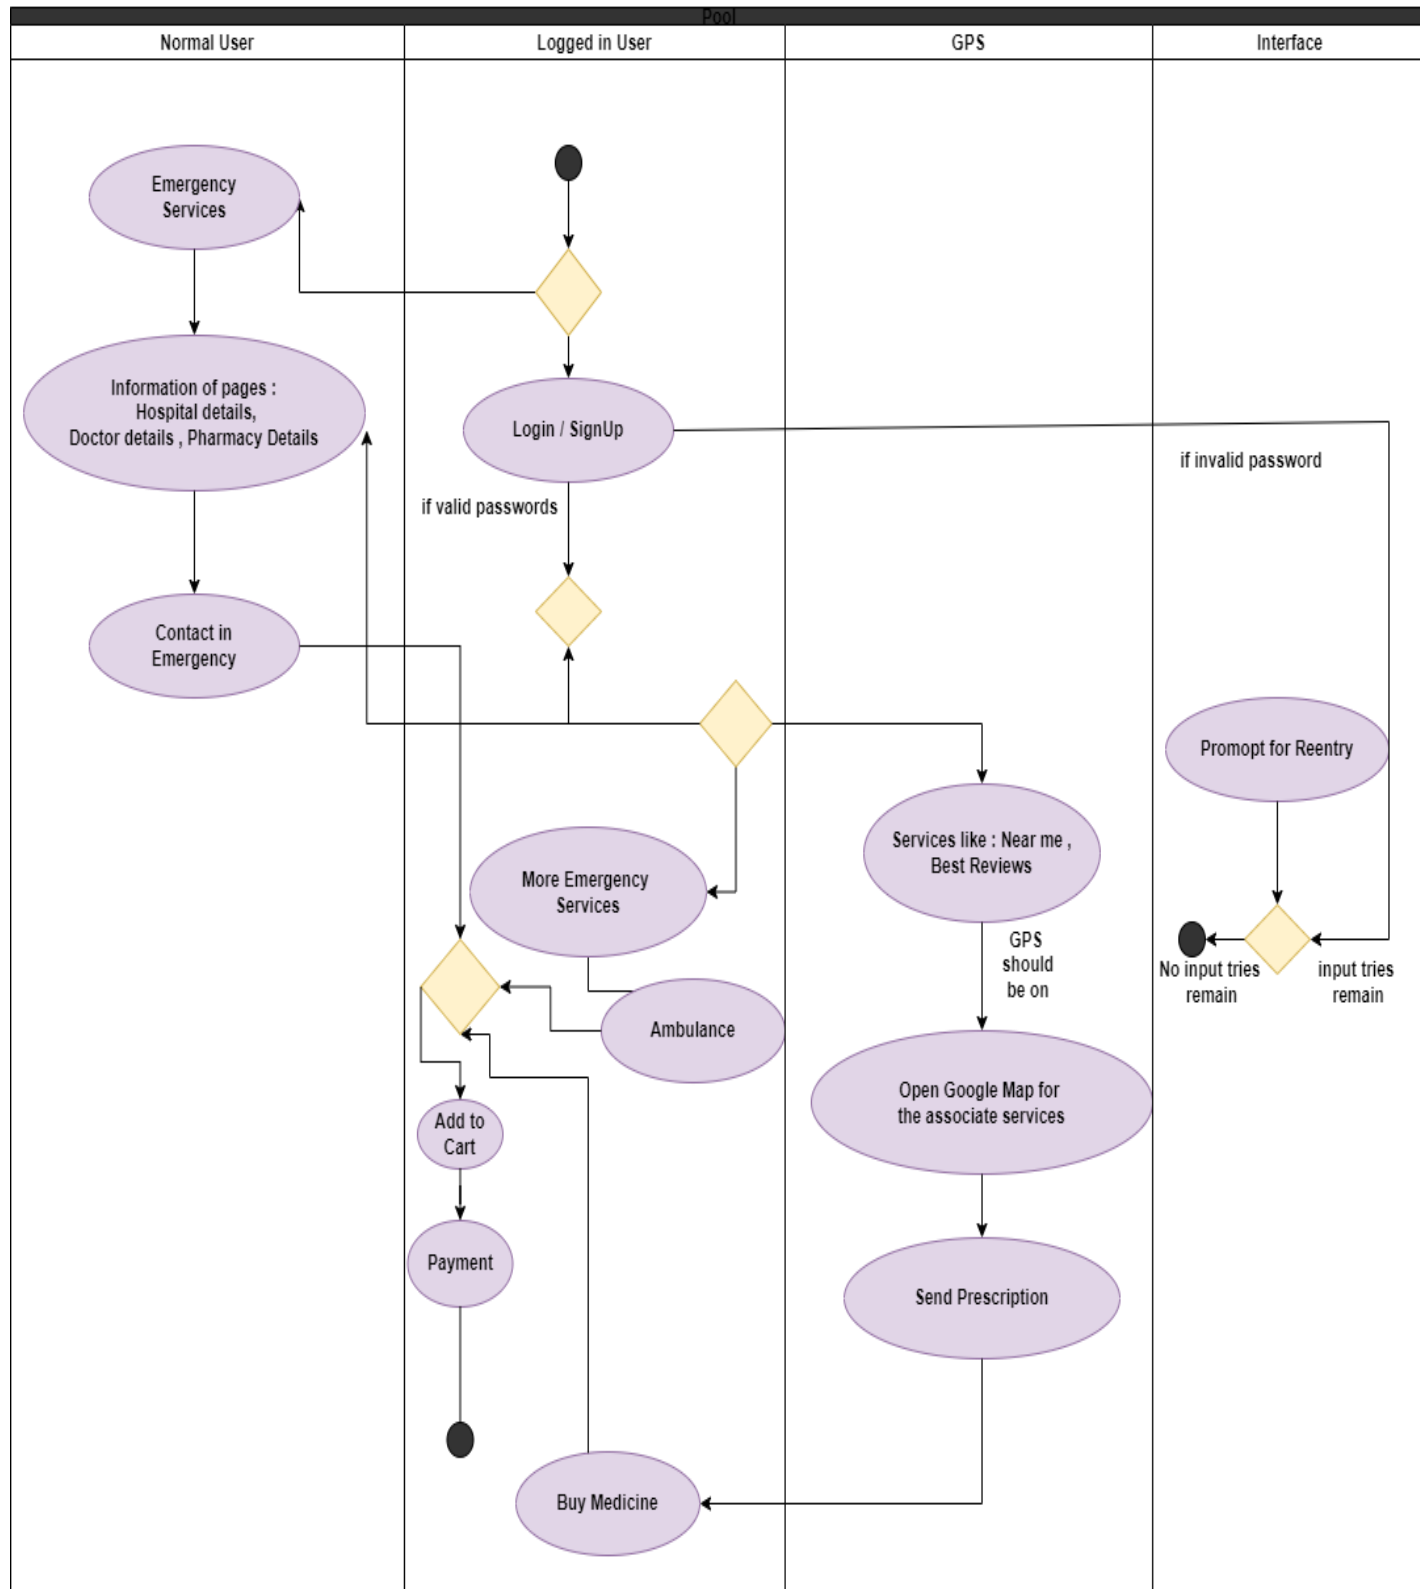 Pool
Normal User
Logged in User
GPS
Interface
Emergency
Services
Information of pages :
Hospital details,
Doctor details , Pharmacy Details
Login / SignUp
if invalid password
if valid passwords
Contact in
Emergency
Promopt for Reentry
Services like : Near me ,
Best Reviews
More Emergency
Services
GPS
should
be on
No input tries
remain
input tries
remain
Ambulance
Open Google Map for
the associate services
Add to
Cart
Payment
Send Prescription
Buy Medicine